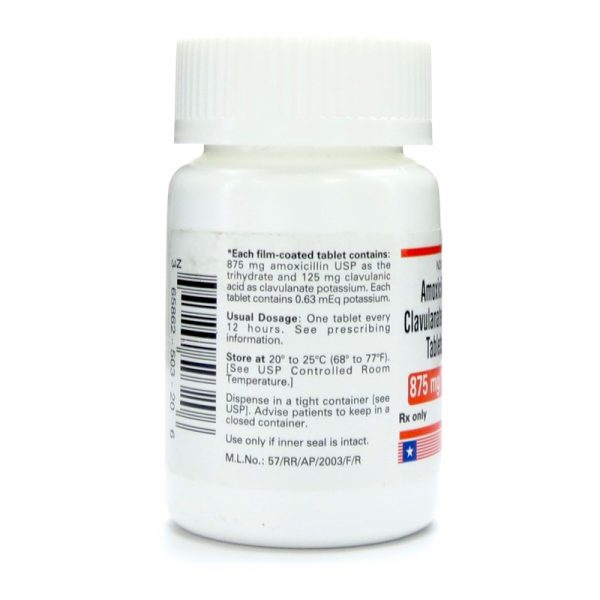 *Each film-coated tablet contains:
875 mg amoxicillin USP as the
trihydrate and 125 mg clavulanic
acid as clavulanate potassium. Each
tablet contains 0.63 mEq potassium.
Usual Dosage: One tablet every
12 hours. See prescribing
information.
Store at 20° to 25°C (68° to 77°F).
[See USP Controlled Room
Temperature.]
Dispense in a tight container [see
USP]. Advise patients to keep in a
closed container.
Use only if inner seal is intact.
M.L.No.: 57/RR/AP/2003/F/R
N
3 65862-503-20 6
875 mg
Rx only